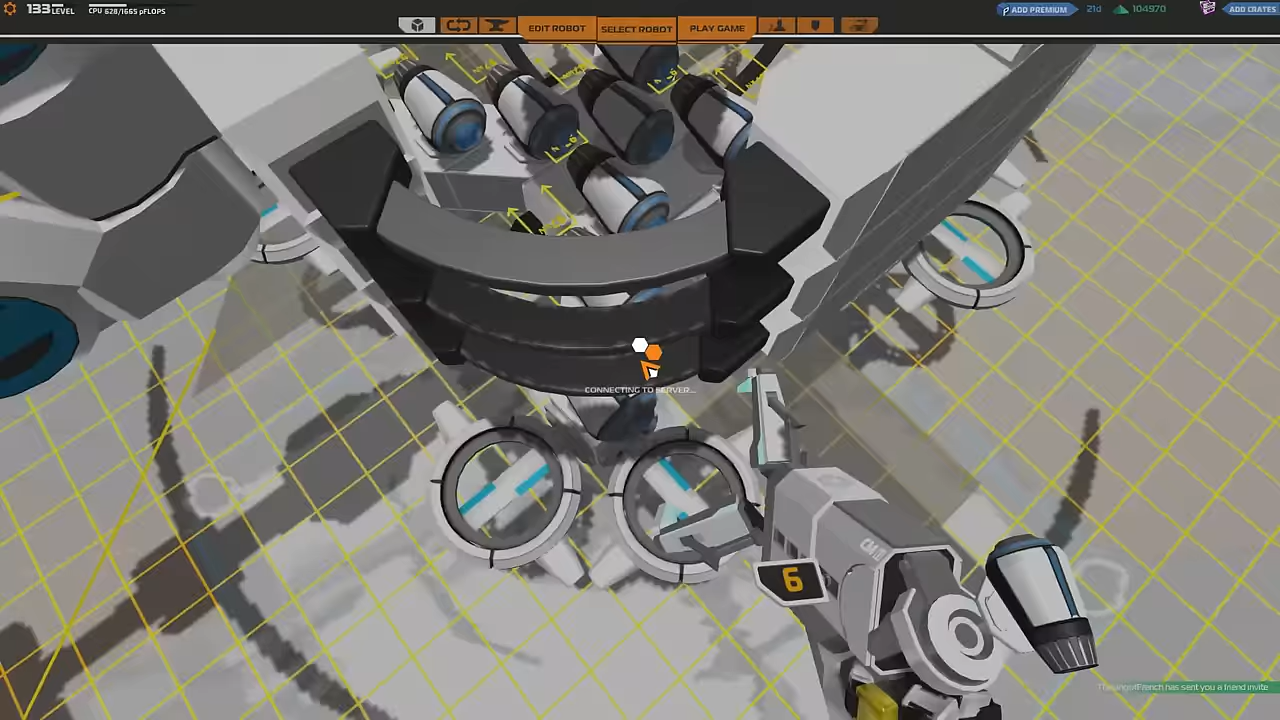 133 LEVEL
CPU 628/1665 pFLOPS
EDIT ROBOT
SELECT ROBOT
PLAY GAME
ADD PREMIUM
21d
104970
ADD CRATES
CONNECTING TO SERVER...
6
has sent you a friend invite